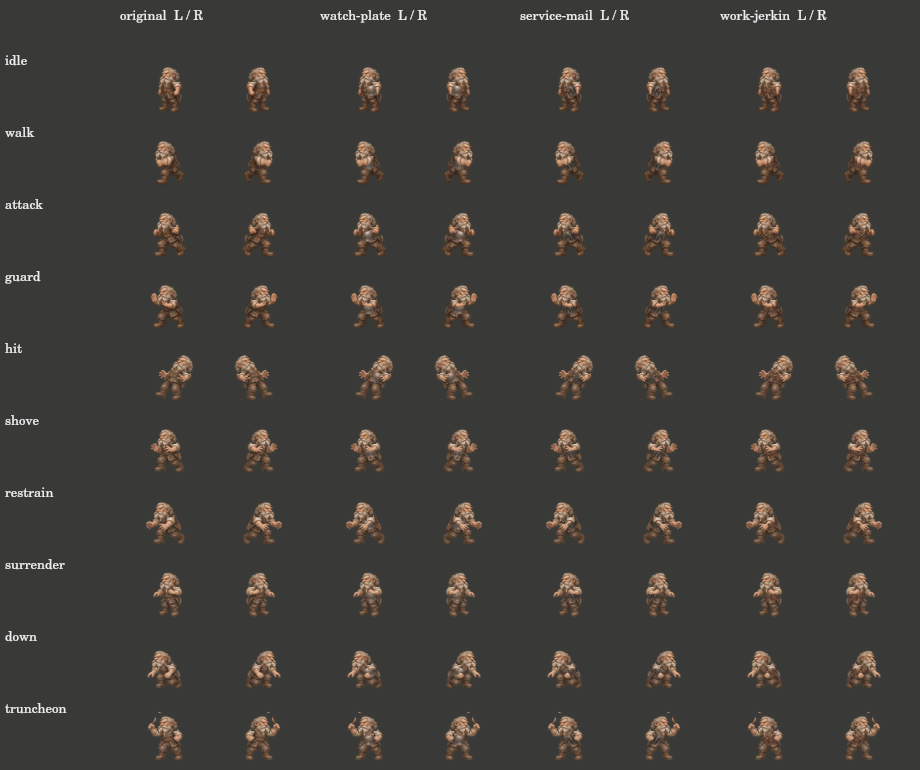 original L / R watch-plate L / R service-mail L / R work-jerkin L / R
idle
walk
attack
guard
hit
shove
restrain
surrender
down
truncheon